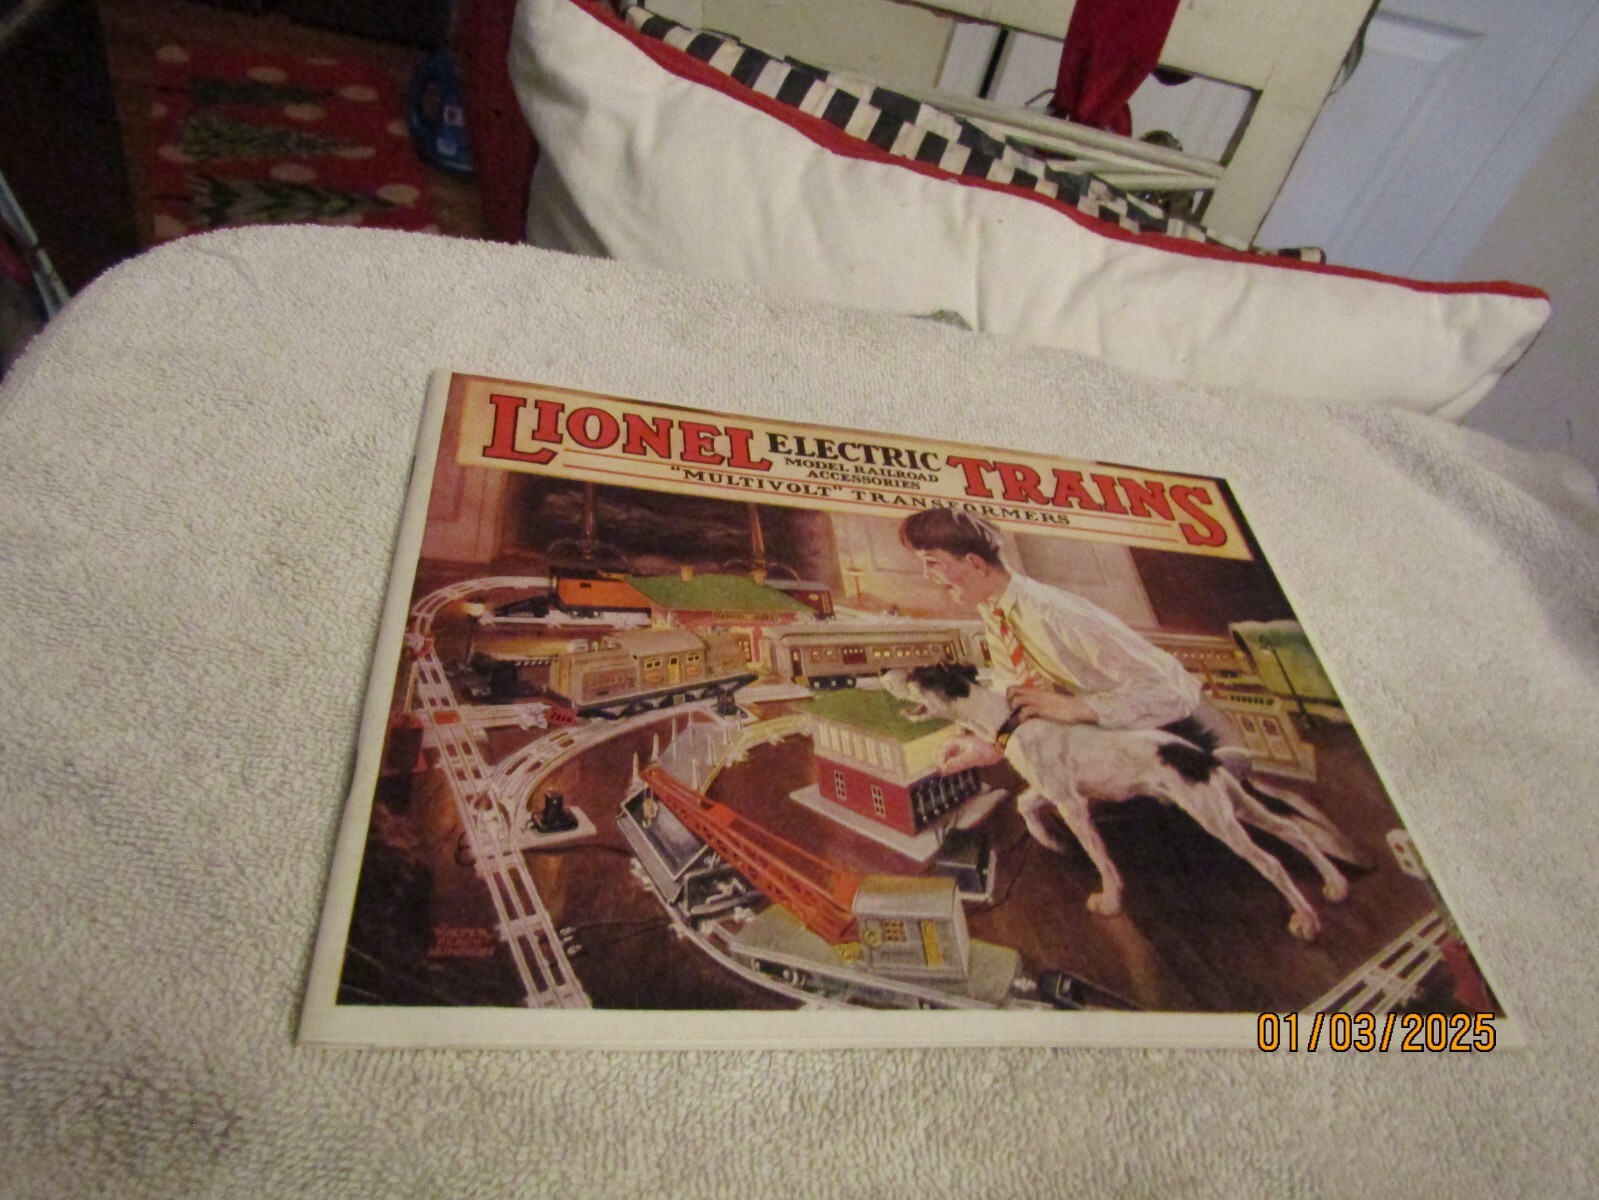 LIONEL ELECTRIC TRAINS
MODEL RAILROAD
ACCESSORIES
"MULTIVOLT" TRANSFORMERS
01/03/2025